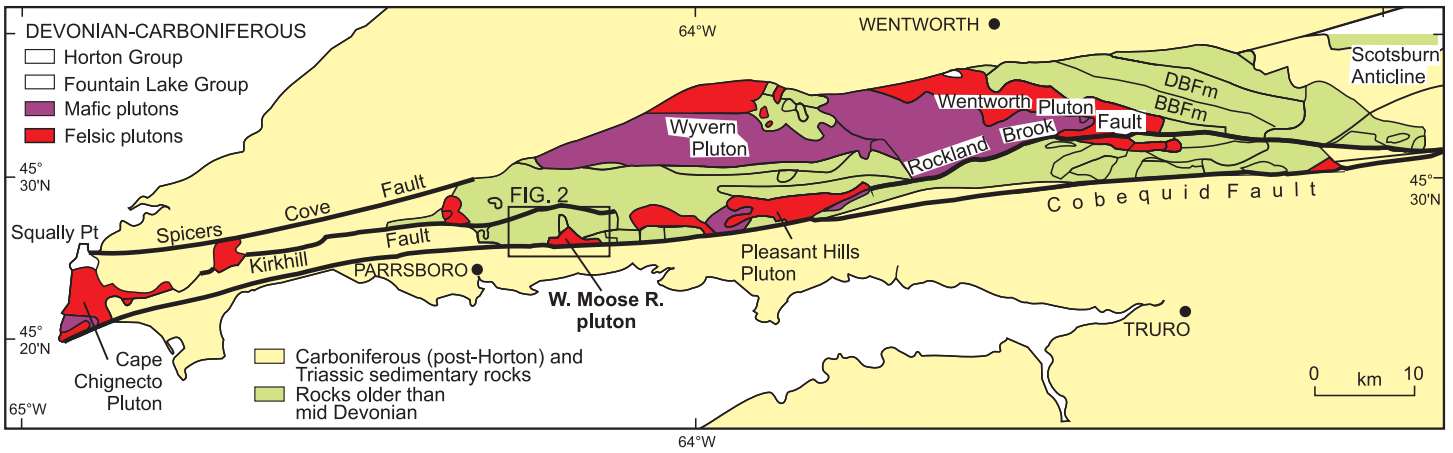 DEVONIAN-CARBONIFEROUS
Horton Group
Fountain Lake Group
Mafic plutons
Felsic plutons
64°W
WENTWORTH
Scotsburn
Anticline
DBFm
BBFm
Wentworth Pluton
Fault
Wyvern
Pluton
Rockland Brook
45°
30'N
45°
30'N
Cobequid Fault
FIG. 2
Spicers Cove Fault
Squally Pt
Kirkhill Fault
PARRSBORO
Pleasant Hills
Pluton
W. Moose R.
pluton
TRURO
45°
20'N
Cape
Chignecto
Pluton
Carboniferous (post-Horton) and
Triassic sedimentary rocks
Rocks older than
mid Devonian
0 km 10
65°W
64°W